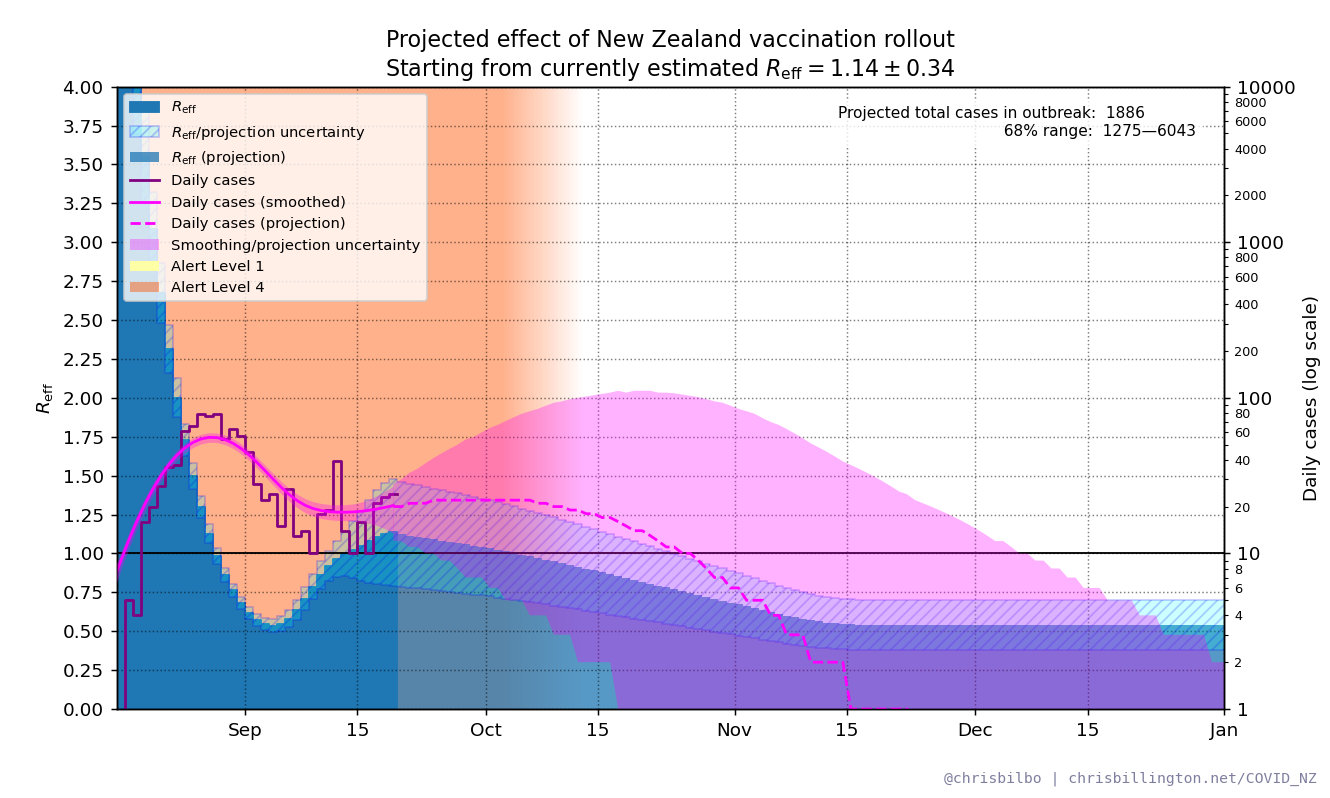 Projected effect of New Zealand vaccination rollout
Starting from currently estimated R_eff = 1.14 ± 0.34
Projected total cases in outbreak: 1886
68% range: 1275—6043
R_eff
R_eff/projection uncertainty
R_eff (projection)
Daily cases
Daily cases (smoothed)
Daily cases (projection)
Smoothing/projection uncertainty
Alert Level 1
Alert Level 4
R_eff
4.00
3.75
3.50
3.25
3.00
2.75
2.50
2.25
2.00
1.75
1.50
1.25
1.00
0.75
0.50
0.25
0.00
10000
8000
6000
4000
2000
1000
800
600
400
200
100
80
60
40
20
10
8
6
4
2
1
Daily cases (log scale)
Sep 15 Oct 15 Nov 15 Dec 15 Jan
@chrisbilbo | chrisbillington.net/COVID_NZ